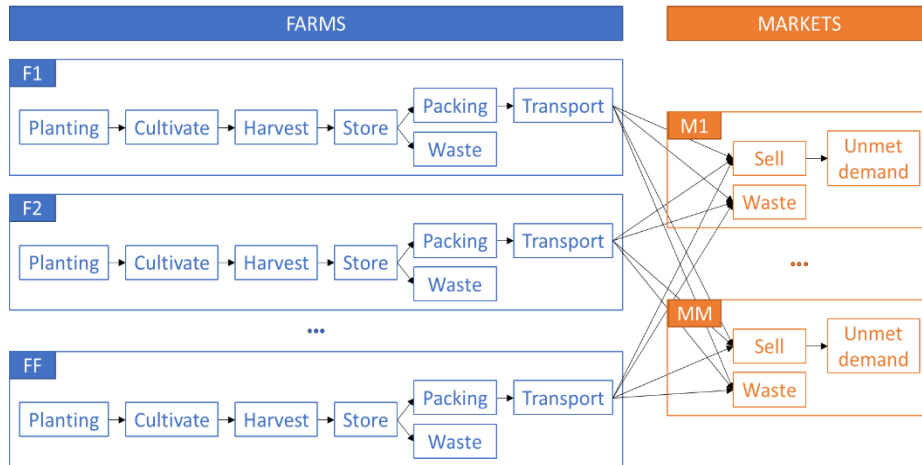 FARMS
MARKETS
F1
Planting
Cultivate
Harvest
Store
Packing
Transport
Waste
F2
Planting
Cultivate
Harvest
Store
Packing
Transport
Waste
...
FF
Planting
Cultivate
Harvest
Store
Packing
Transport
Waste
M1
Sell
Unmet
demand
Waste
...
MM
Sell
Unmet
demand
Waste